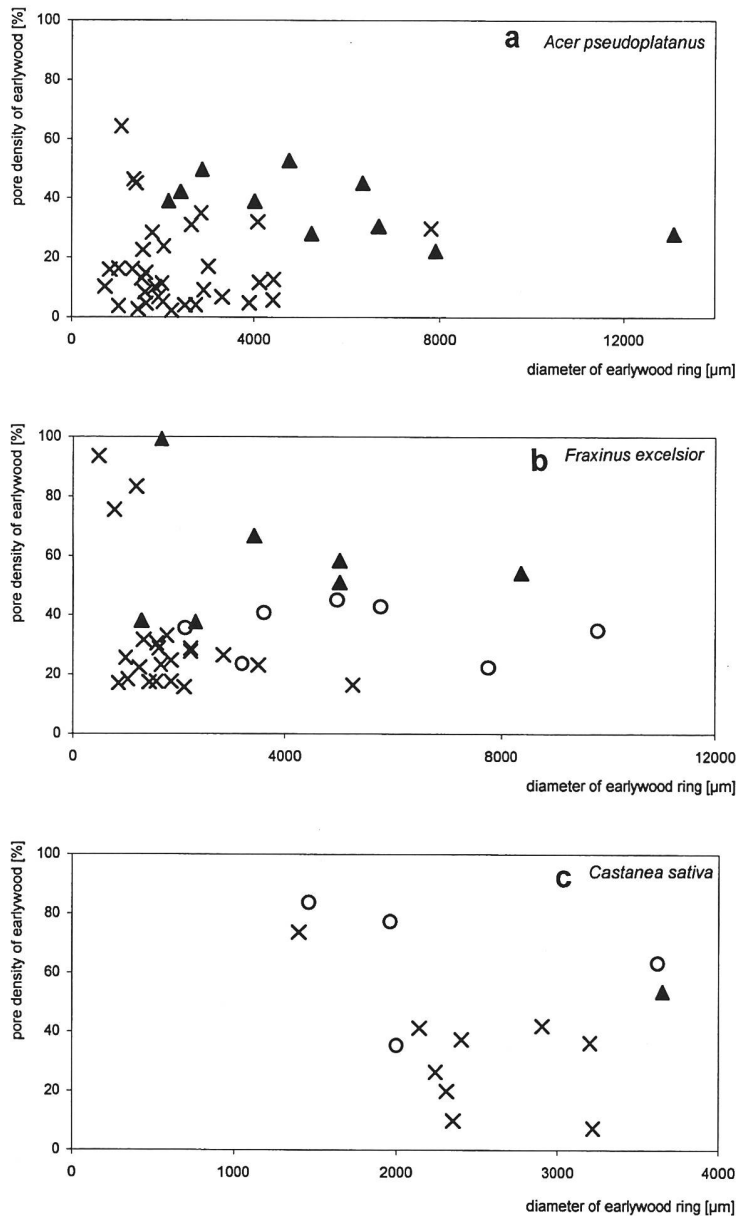 a Acer pseudoplatanus
pore density of earlywood [%]
100
80
60
40
20
0
0 4000 8000 12000
diameter of earlywood ring [µm]
b Fraxinus excelsior
pore density of earlywood [%]
100
80
60
40
20
0
0 4000 8000 12000
diameter of earlywood ring [µm]
c Castanea sativa
pore density of earlywood [%]
100
80
60
40
20
0
0 1000 2000 3000 4000
diameter of earlywood ring [µm]